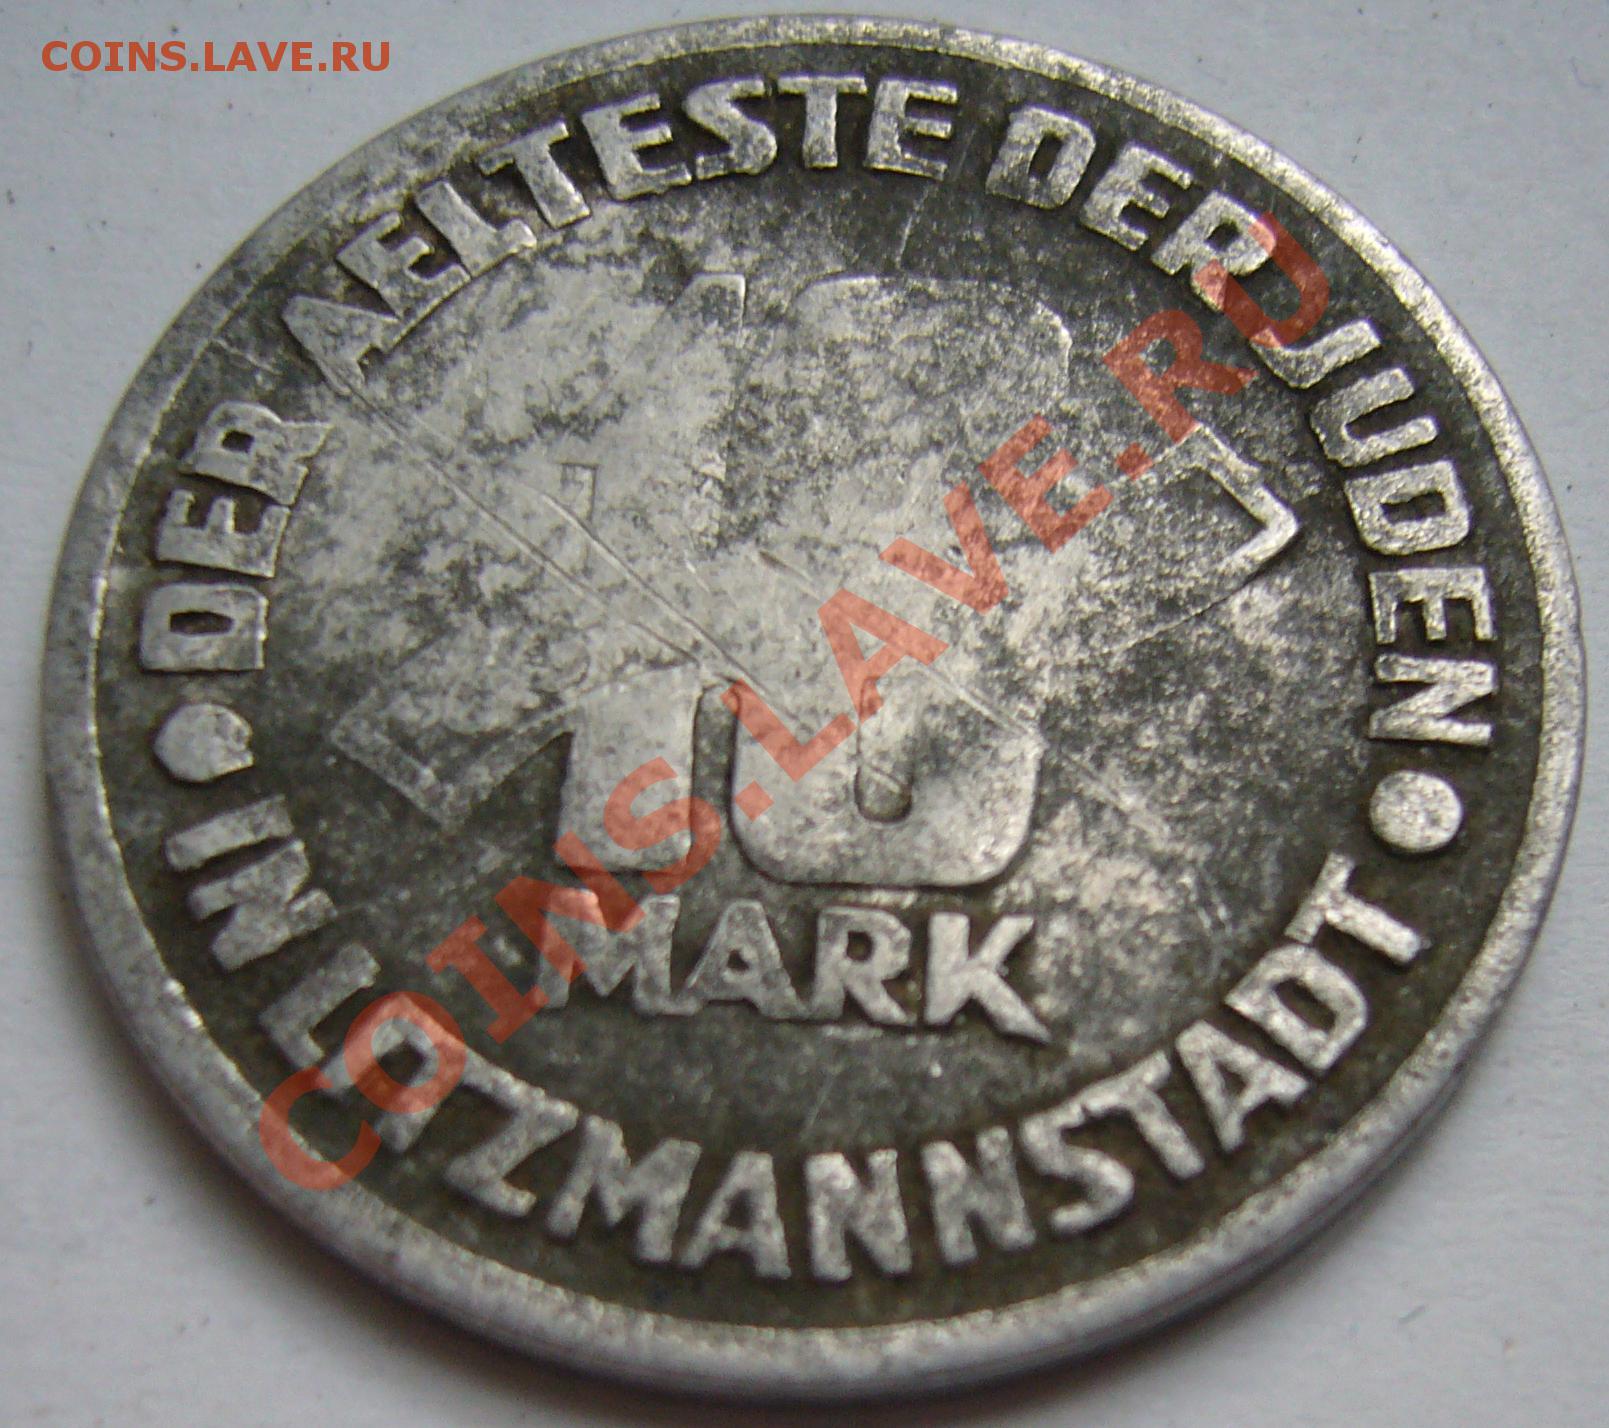 COINS.LAVE.RU
DER AELTESTE DER JUDEN
10
MARK
IN LITZMANNSTADT
COINS.LAVE.RU